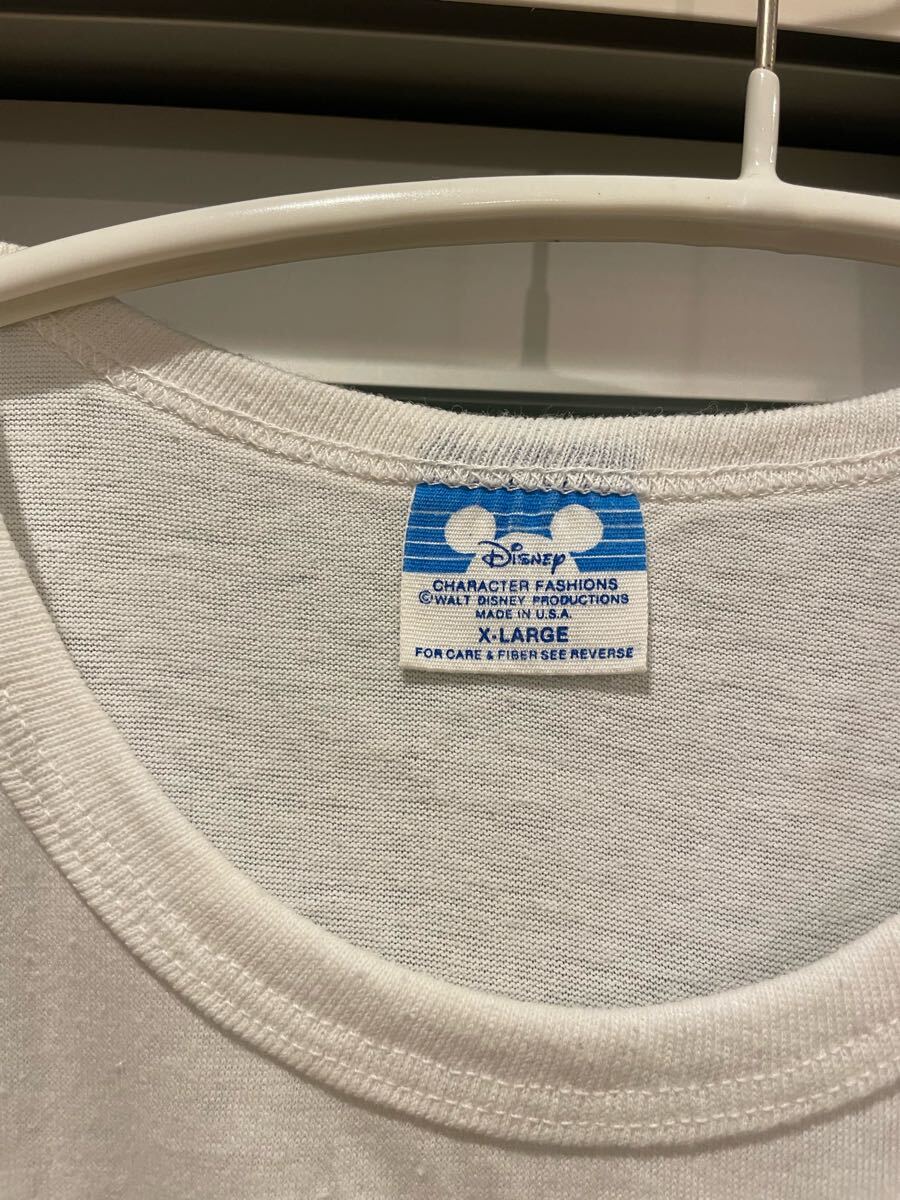 Disney
CHARACTER FASHIONS
©WALT DISNEY PRODUCTIONS
MADE IN U.S.A.
X-LARGE
FOR CARE & FIBER SEE REVERSE